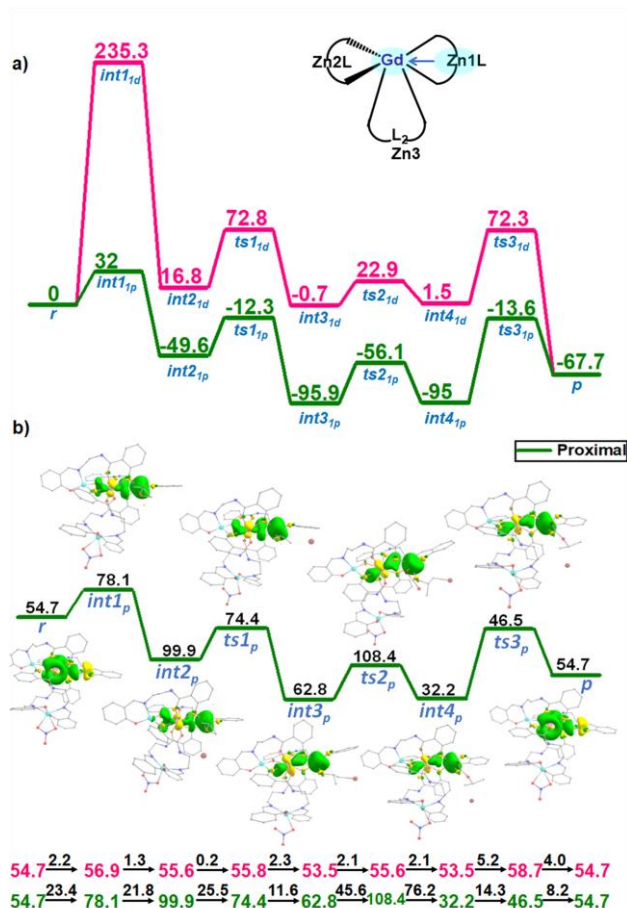 a)
235.3
int1₁d
Zn2L
Gd
Zn1L
L₂
Zn3
0
r
32
int1₁p
16.8
int2₁d
72.8
ts1₁d
-0.7
int3₁d
22.9
ts2₁d
1.5
int4₁d
72.3
ts3₁d
-49.6
int2₁p
-12.3
ts1₁p
-95.9
int3₁p
-56.1
ts2₁p
-95
int4₁p
-13.6
ts3₁p
-67.7
p
b)
Proximal
54.7
r
78.1
int1p
99.9
int2p
74.4
ts1p
62.8
int3p
108.4
ts2p
32.2
int4p
46.5
ts3p
54.7
p
54.7 2.2 56.9 1.3 55.6 0.2 55.8 2.3 53.5 2.1 55.6 2.1 53.5 5.2 58.7 4.0 54.7
54.7 23.4 78.1 21.8 99.9 25.5 74.4 11.6 62.8 45.6 108.4 76.2 32.2 14.3 46.5 8.2 54.7